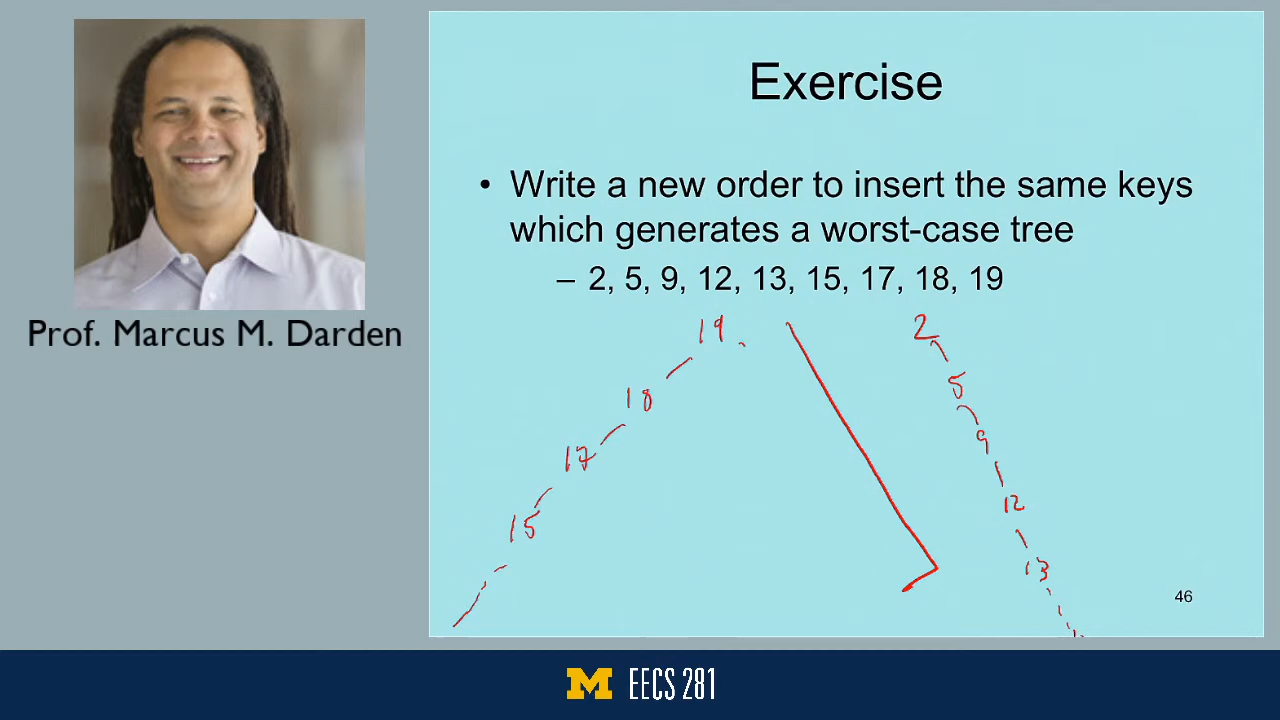 Exercise
• Write a new order to insert the same keys
which generates a worst-case tree
– 2, 5, 9, 12, 13, 15, 17, 18, 19
19
2
18
5
17
9
15
12
13
46
Prof. Marcus M. Darden
M EECS 281